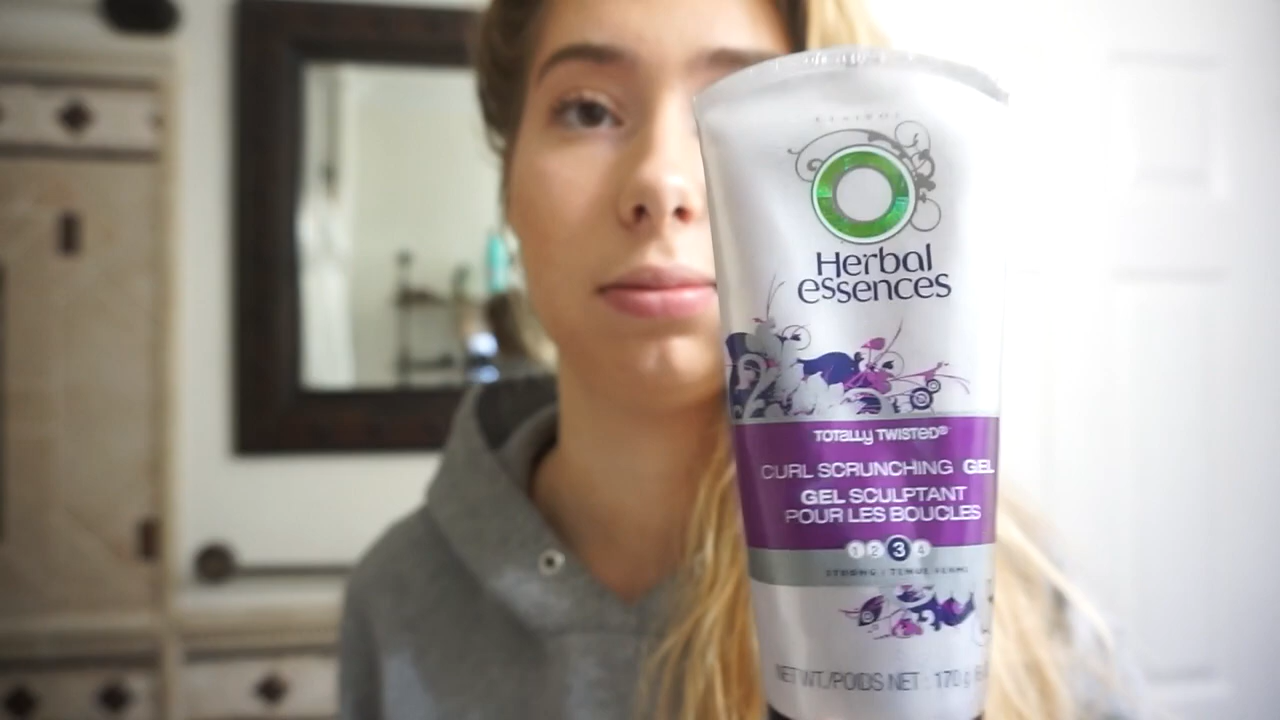 CLAIROL
Herbal
essences
TOTALLY TWISTED®
CURL SCRUNCHING GEL
GEL SCULPTANT
POUR LES BOUCLES
1 2 3 4
STRONG / TENUE FERME
NET WT./POIDS NET : 170 g